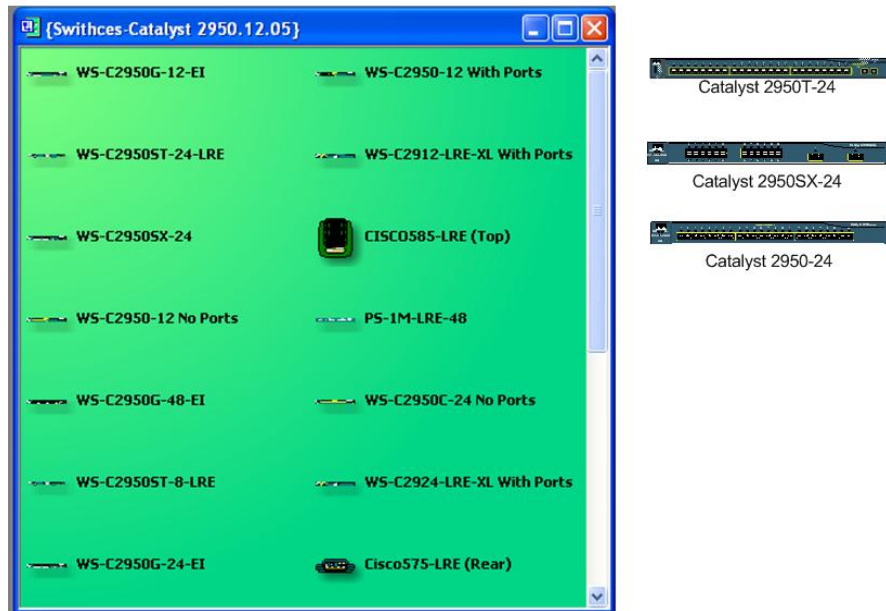 {Swithces-Catalyst 2950.12.05}
WS-C2950G-12-EI
WS-C2950-12 With Ports
WS-C2950ST-24-LRE
WS-C2912-LRE-XL With Ports
WS-C2950SX-24
CISCO585-LRE (Top)
WS-C2950-12 No Ports
PS-1M-LRE-48
WS-C2950G-48-EI
WS-C2950C-24 No Ports
WS-C2950ST-8-LRE
WS-C2924-LRE-XL With Ports
WS-C2950G-24-EI
Cisco575-LRE (Rear)
Catalyst 2950T-24
Catalyst 2950SX-24
Catalyst 2950-24